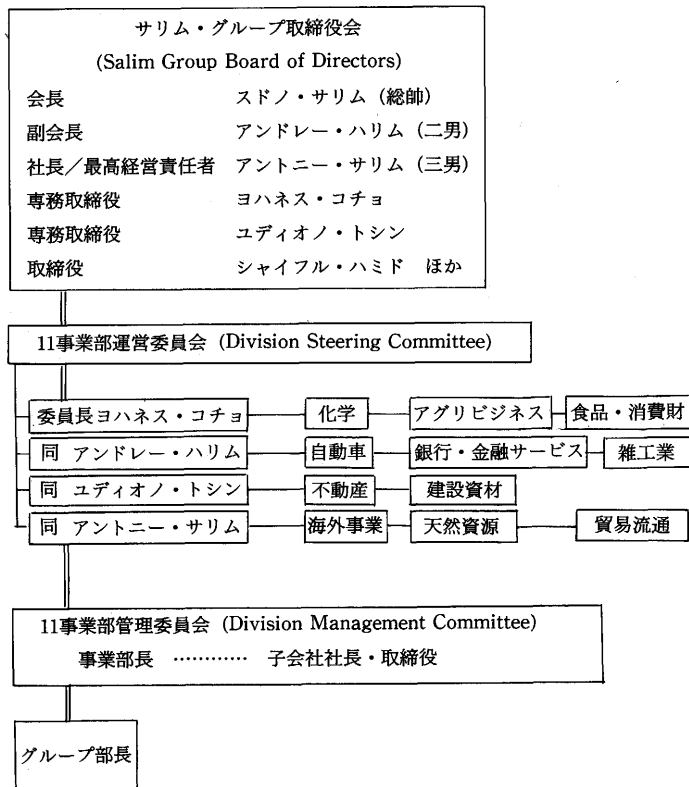 サリム・グループ取締役会
(Salim Group Board of Directors)
会長 スドノ・サリム（総帥）
副会長 アンドレー・ハリム（二男）
社長／最高経営責任者 アントニー・サリム（三男）
専務取締役 ヨハネス・コチョ
専務取締役 ユディオノ・トシン
取締役 シャイフル・ハミド ほか
11事業部運営委員会 (Division Steering Committee)
委員長ヨハネス・コチョ 化学 アグリビジネス 食品・消費財
同 アンドレー・ハリム 自動車 銀行・金融サービス 雑工業
同 ユディオノ・トシン 不動産 建設資材
同 アントニー・サリム 海外事業 天然資源 貿易流通
11事業部管理委員会 (Division Management Committee)
事業部長 ………… 子会社社長・取締役
グループ部長